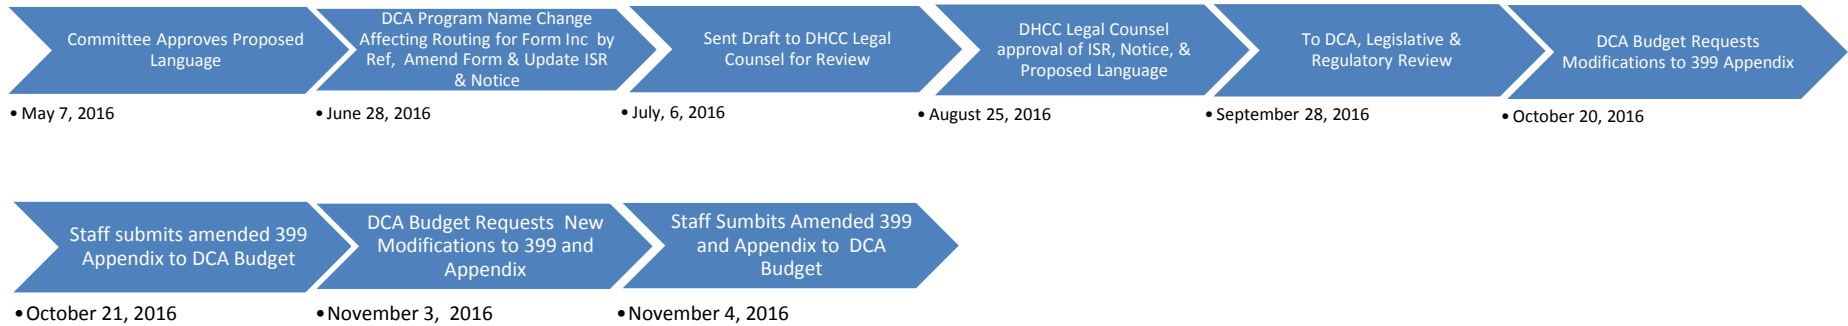 Committee Approves Proposed
Language
• May 7, 2016
DCA Program Name Change
Affecting Routing for Form Inc by
Ref, Amend Form & Update ISR
& Notice
• June 28, 2016
Sent Draft to DHCC Legal
Counsel for Review
• July, 6, 2016
DHCC Legal Counsel
approval of ISR, Notice, &
Proposed Language
• August 25, 2016
To DCA, Legislative &
Regulatory Review
• September 28, 2016
DCA Budget Requests
Modifications to 399 Appendix
• October 20, 2016
Staff submits amended 399
Appendix to DCA Budget
• October 21, 2016
DCA Budget Requests New
Modifications to 399 and
Appendix
• November 3, 2016
Staff Sumbits Amended 399
and Appendix to DCA
Budget
• November 4, 2016